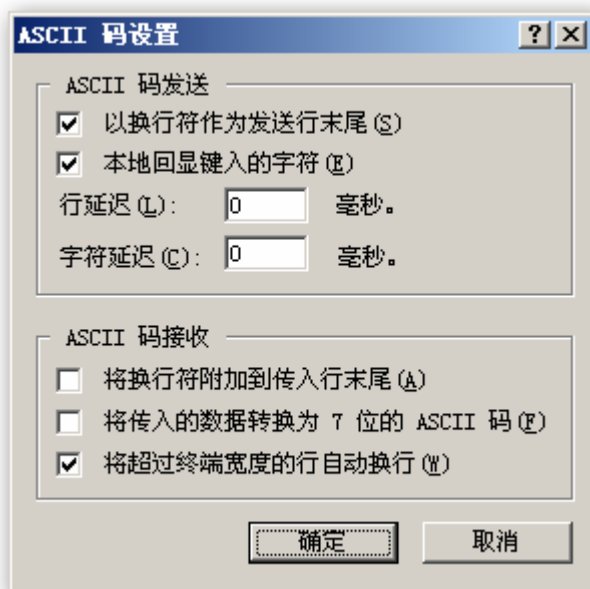 ASCII 码设置
ASCII 码发送
以换行符作为发送行末尾(S)
本地回显键入的字符(E)
行延迟(L): 0 毫秒。
字符延迟(C): 0 毫秒。
ASCII 码接收
将换行符附加到传入行末尾(A)
将传入的数据转换为 7 位的 ASCII 码(F)
将超过终端宽度的行自动换行(W)
确定 取消